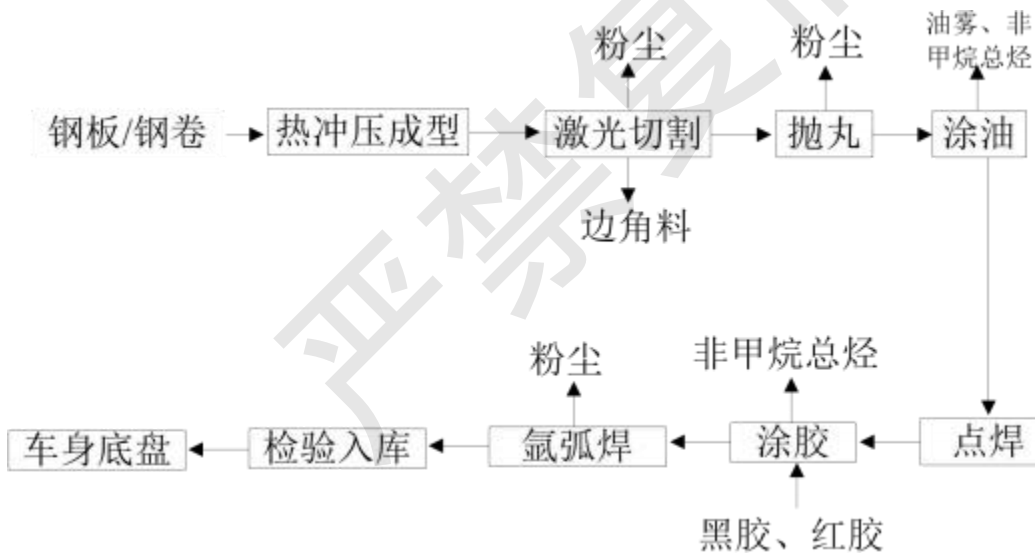 油雾、非
甲烷总烃
粉尘
粉尘
钢板/钢卷
热冲压成型
激光切割
抛丸
涂油
边角料
粉尘
非甲烷总烃
车身底盘
检验入库
氩弧焊
涂胶
点焊
黑胶、红胶
严禁复